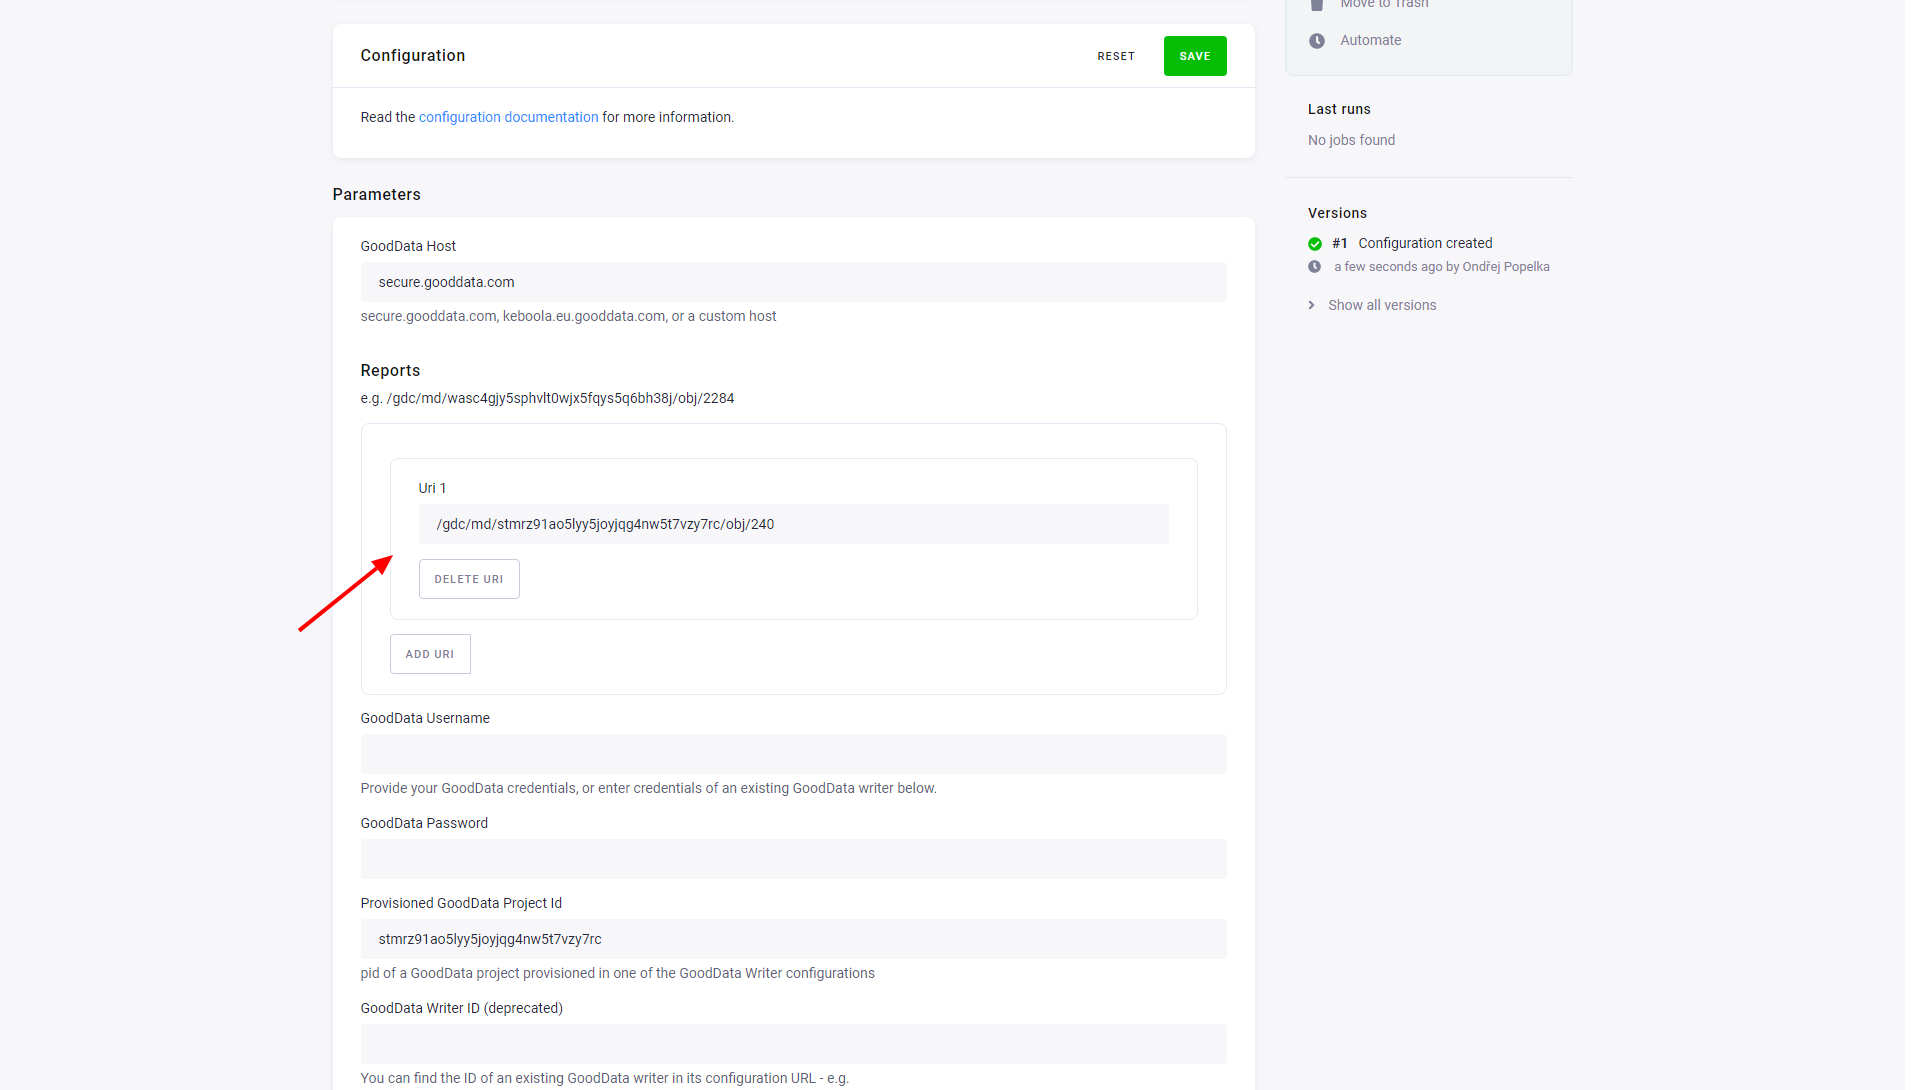 Configuration
RESET
SAVE
Read the configuration documentation for more information.
Parameters
GoodData Host
secure.gooddata.com
secure.gooddata.com, keboola.eu.gooddata.com, or a custom host
Reports
e.g. /gdc/md/wasc4gjy5sphvlt0wjx5fqys5q6bh38j/obj/2284
Uri 1
/gdc/md/stmrz91ao5lyy5joyjqg4nw5t7vzy7rc/obj/240
DELETE URI
ADD URI
GoodData Username
Provide your GoodData credentials, or enter credentials of an existing GoodData writer below.
GoodData Password
Provisioned GoodData Project Id
stmrz91ao5lyy5joyjqg4nw5t7vzy7rc
pid of a GoodData project provisioned in one of the GoodData Writer configurations
GoodData Writer ID (deprecated)
You can find the ID of an existing GoodData writer in its configuration URL - e.g.
Move to Trash
Automate
Last runs
No jobs found
Versions
#1 Configuration created
a few seconds ago by Ondřej Popelka
Show all versions